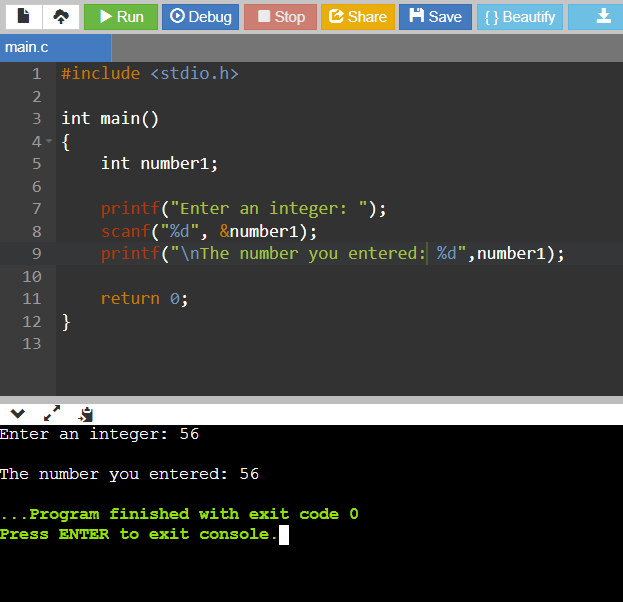 Run Debug Stop Share Save { } Beautify
main.c
1 #include <stdio.h>
2
3 int main()
4 {
5     int number1;
6
7     printf("Enter an integer: ");
8     scanf("%d", &number1);
9     printf("\nThe number you entered: %d",number1);
10
11     return 0;
12 }
13
Enter an integer: 56
The number you entered: 56
...Program finished with exit code 0
Press ENTER to exit console.